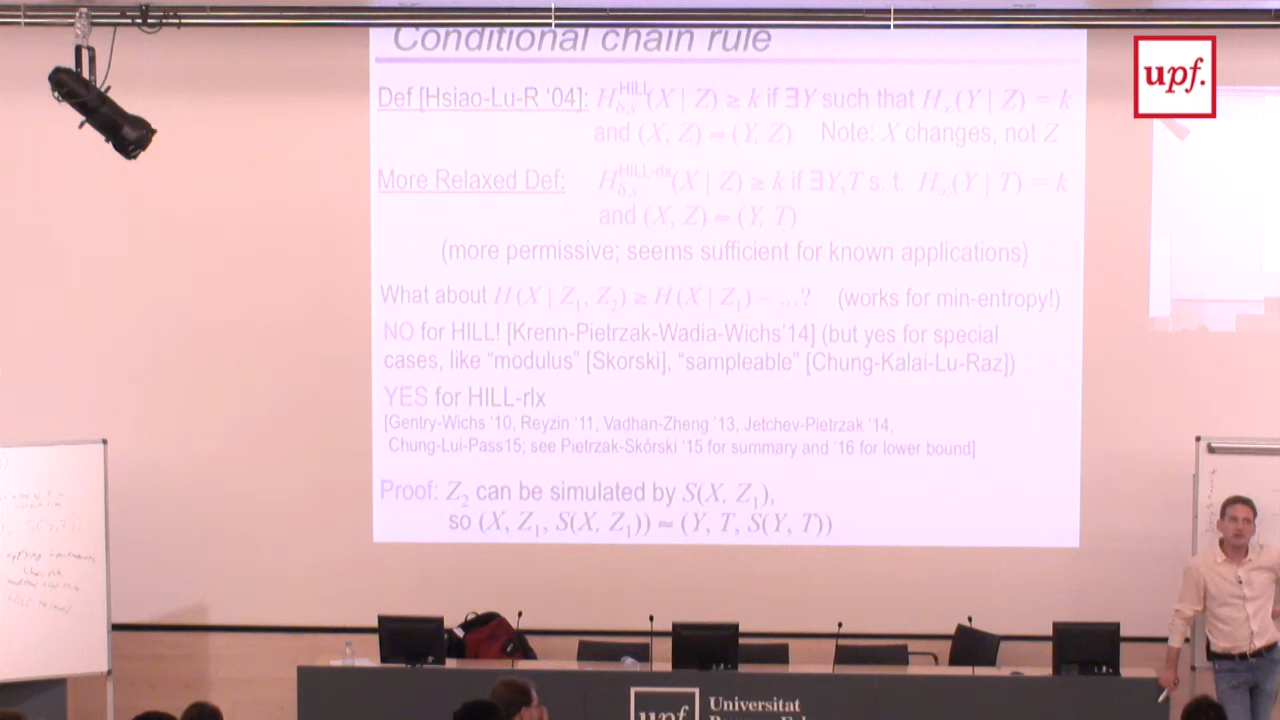 Conditional chain rule
upf.
Def [Hsiao-Lu-R '04]: H^HILL_δ,s (X | Z) ≥ k if ∃Y such that H∞(Y | Z) = k
and (X, Z) ≈ (Y, Z) Note: X changes, not Z
More Relaxed Def: H^HILL-rlx_δ,s (X | Z) ≥ k if ∃Y,T s. t. H∞(Y | T) = k
and (X, Z) ≈ (Y, T)
(more permissive; seems sufficient for known applications)
What about H(X | Z1, Z2) ≥ H(X | Z1) – ...? (works for min-entropy!)
NO for HILL! [Krenn-Pietrzak-Wadia-Wichs'14] (but yes for special
cases, like "modulus" [Skorski], "sampleable" [Chung-Kalai-Lu-Raz])
YES for HILL-rlx
[Gentry-Wichs '10, Reyzin '11, Vadhan-Zheng '13, Jetchev-Pietrzak '14,
Chung-Lui-Pass15; see Pietrzak-Skórski '15 for summary and '16 for lower bound]
Proof: Z2 can be simulated by S(X, Z1),
so (X, Z1, S(X, Z1)) ≈ (Y, T, S(Y, T))
upf.
Universitat